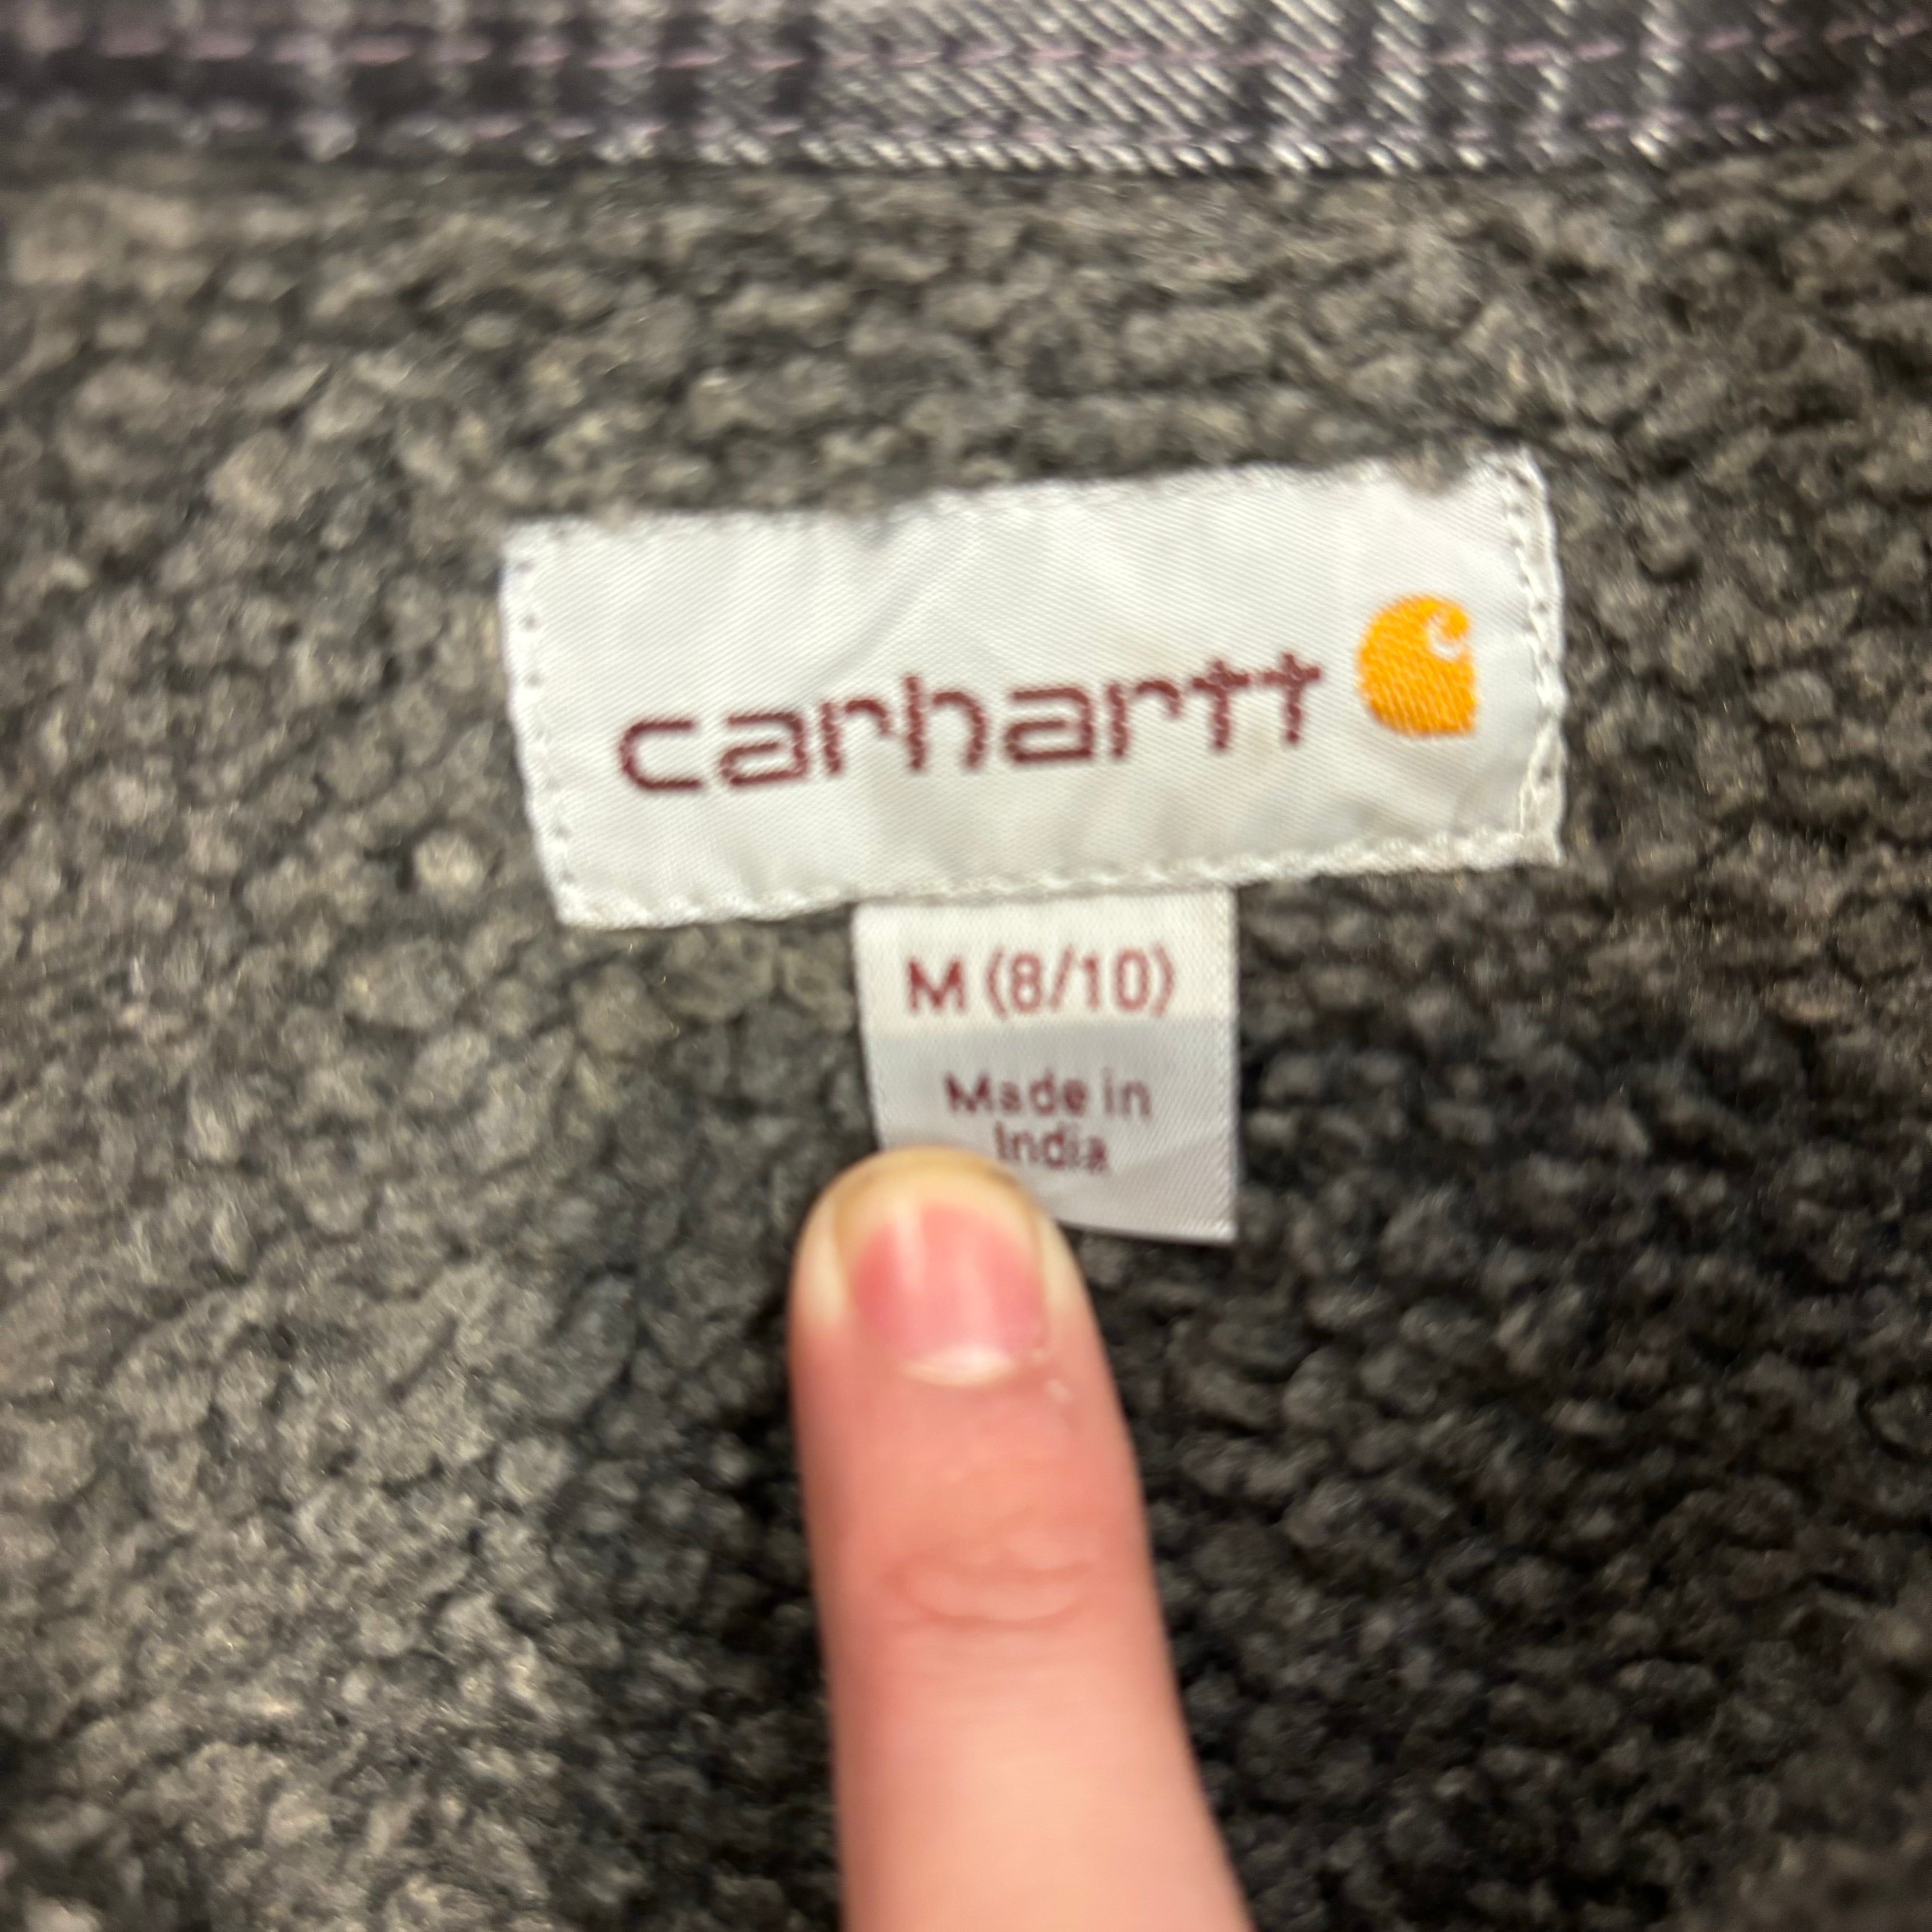 carhartt
M (8/10)
Made in
India